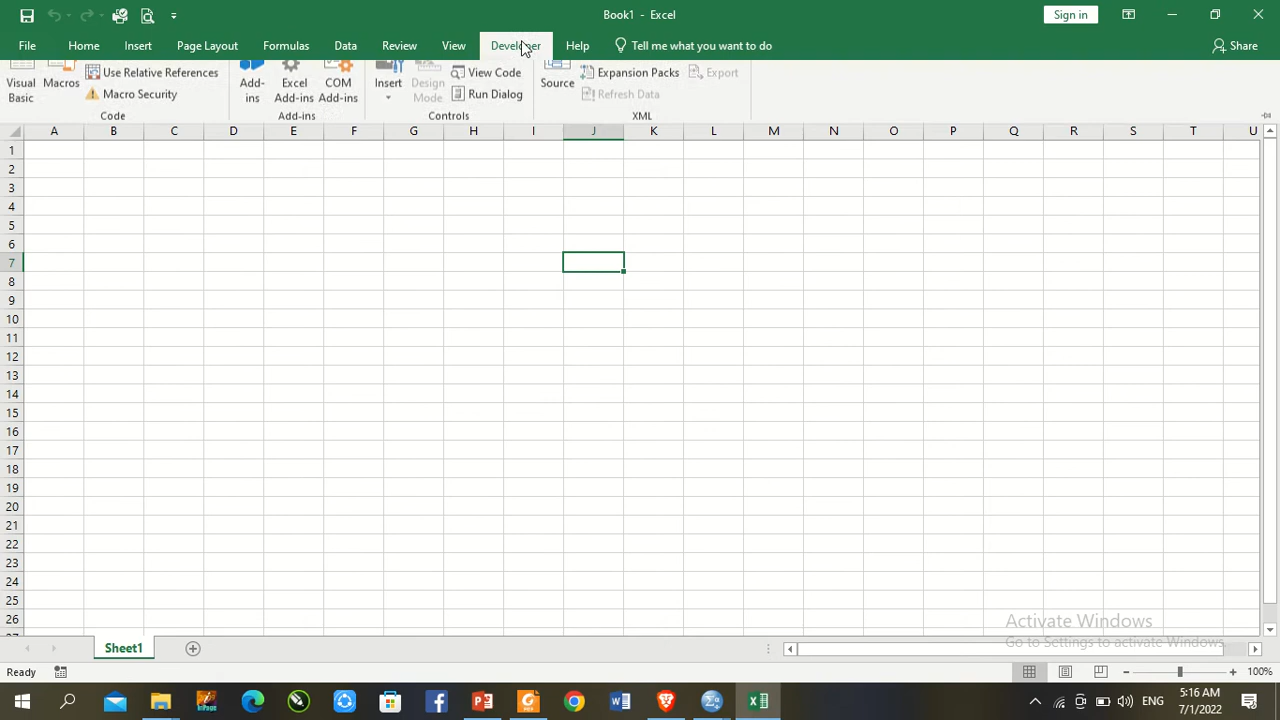 Book1 - Excel
Sign in
File Home Insert Page Layout Formulas Data Review View Developer Help Tell me what you want to do Share
Visual Basic
Macros
Use Relative References
Macro Security
Code
Add-ins
Excel Add-ins
COM Add-ins
Add-ins
Insert
Design Mode
View Code
Run Dialog
Controls
Source
Expansion Packs
Export
Refresh Data
XML
A B C D E F G H I J K L M N O P Q R S T U
1
2
3
4
5
6
7
8
9
10
11
12
13
14
15
16
17
18
19
20
21
22
23
24
25
26
Activate Windows
Go to Settings to activate Windows.
Sheet1
Ready
100%
ENG
5:16 AM
7/1/2022